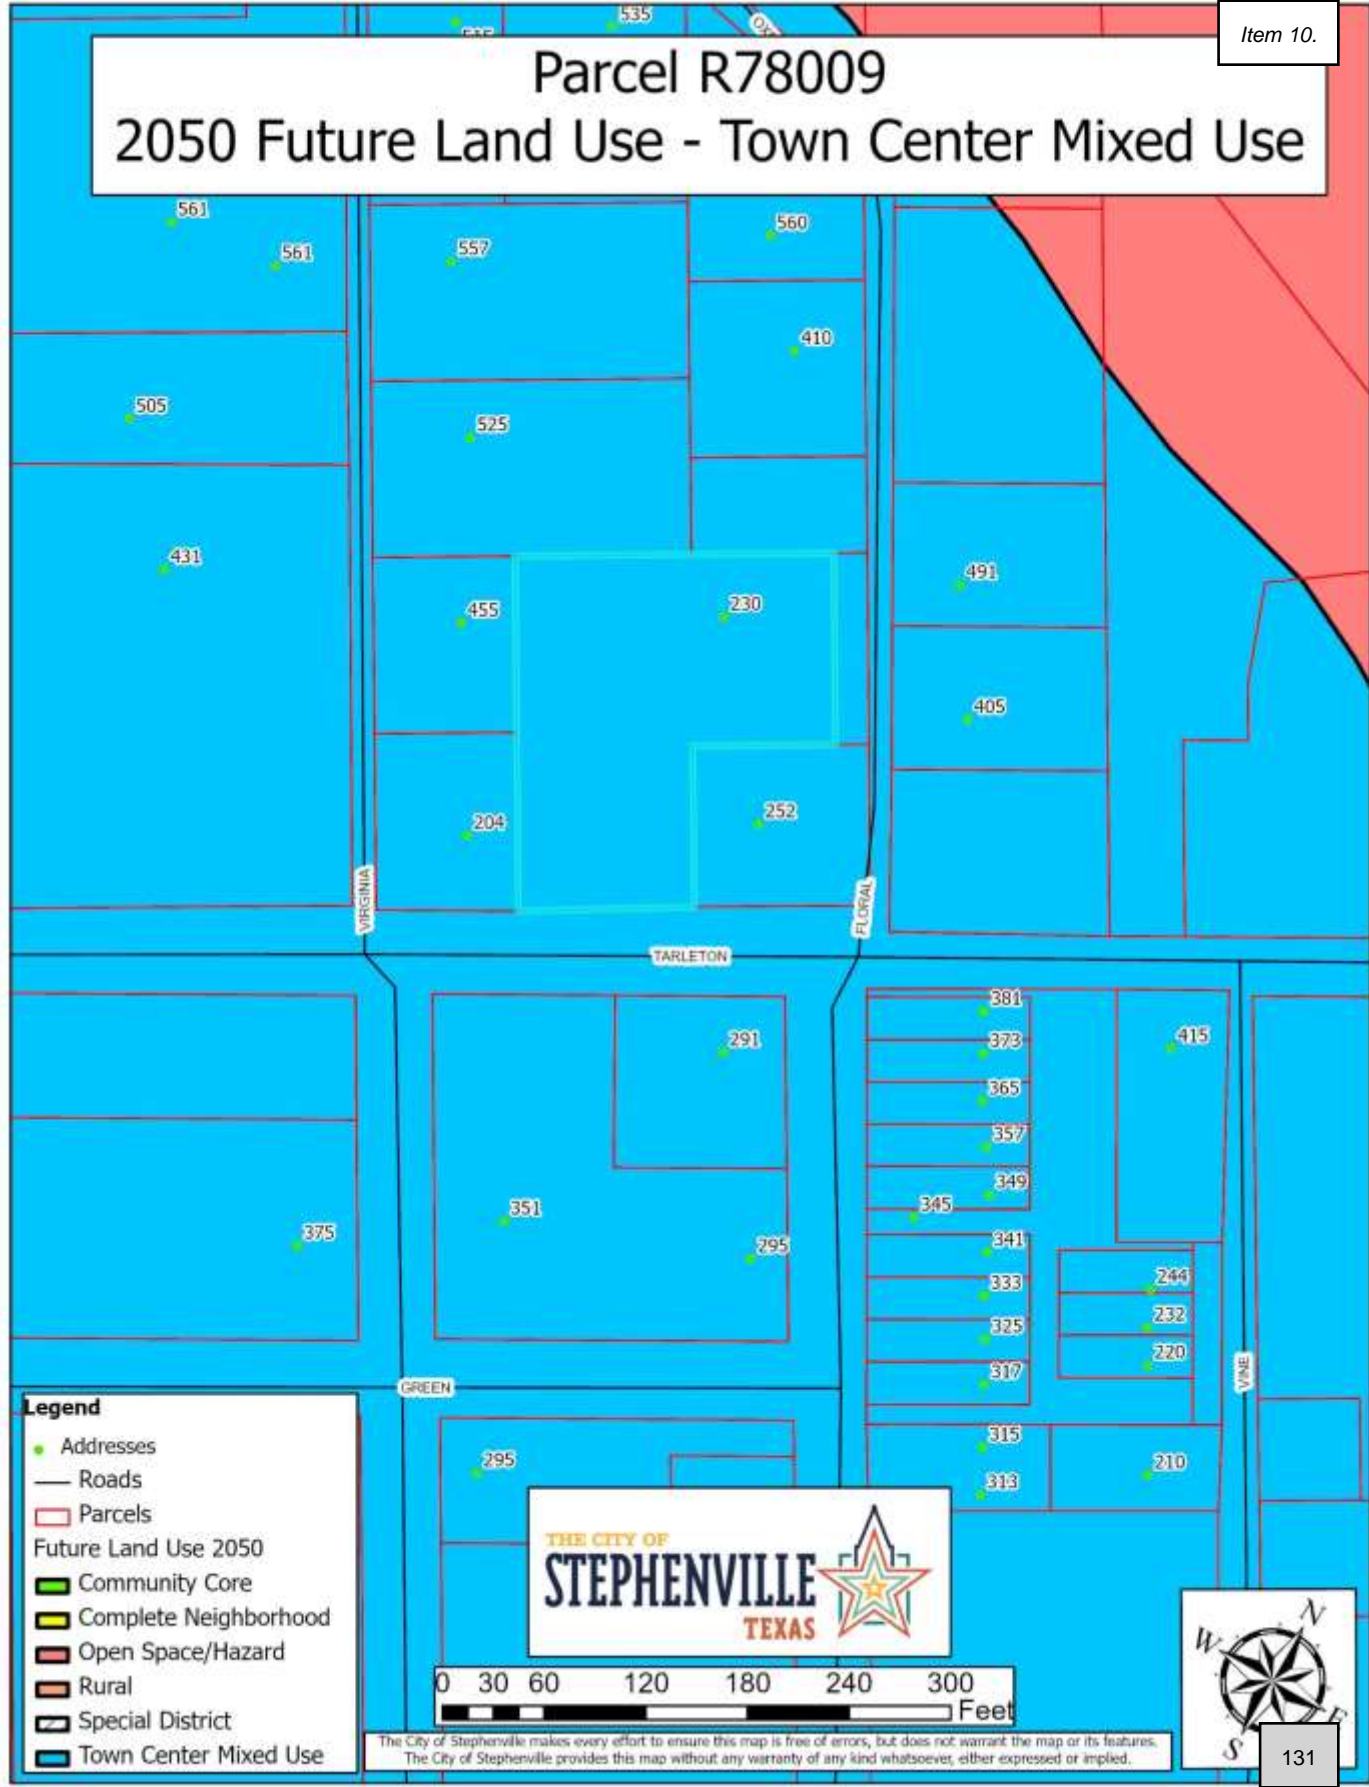 535
Item 10.
Parcel R78009
2050 Future Land Use - Town Center Mixed Use
561
561
557
560
410
505
525
431
455
230
491
405
204
252
VIRGINIA
FLORAL
TARLETON
381
373
365
357
349
345
341
333
325
317
415
291
351
295
375
244
232
220
GREEN
VINE
315
313
210
295
Legend
Addresses
Roads
Parcels
Future Land Use 2050
Community Core
Complete Neighborhood
Open Space/Hazard
Rural
Special District
Town Center Mixed Use
THE CITY OF
STEPHENVILLE
TEXAS
0 30 60 120 180 240 300
Feet
The City of Stephenville makes every effort to ensure this map is free of errors, but does not warrant the map or its features.
The City of Stephenville provides this map without any warranty of any kind whatsoever, either expressed or implied.
N
W
E
S
131